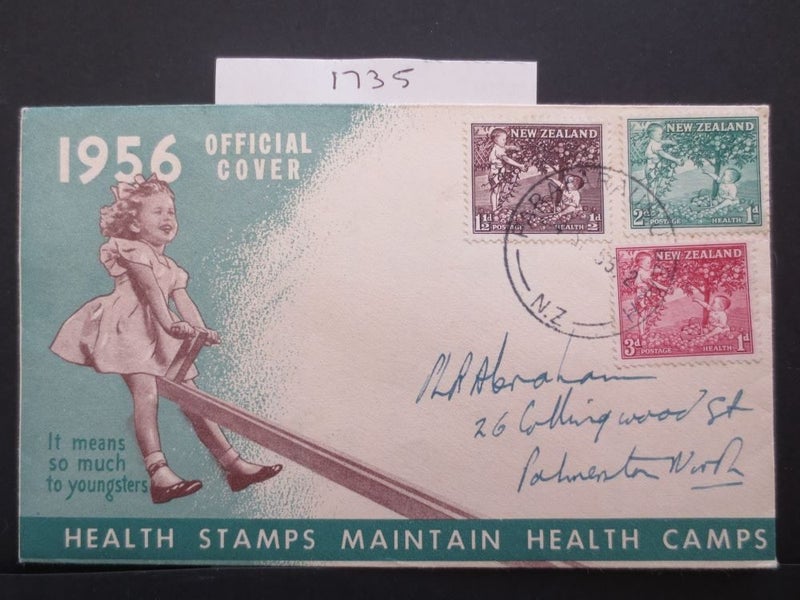 1735
1956 OFFICIAL
COVER
NEW ZEALAND
1½d POSTAGE HEALTH ½d
NEW ZEALAND
2d POSTAGE HEALTH 1d
NEW ZEALAND
3d POSTAGE HEALTH 1d
N.Z
Abraham
26 Collingwood St
Palmerston North
It means
so much
to youngsters
HEALTH STAMPS MAINTAIN HEALTH CAMPS